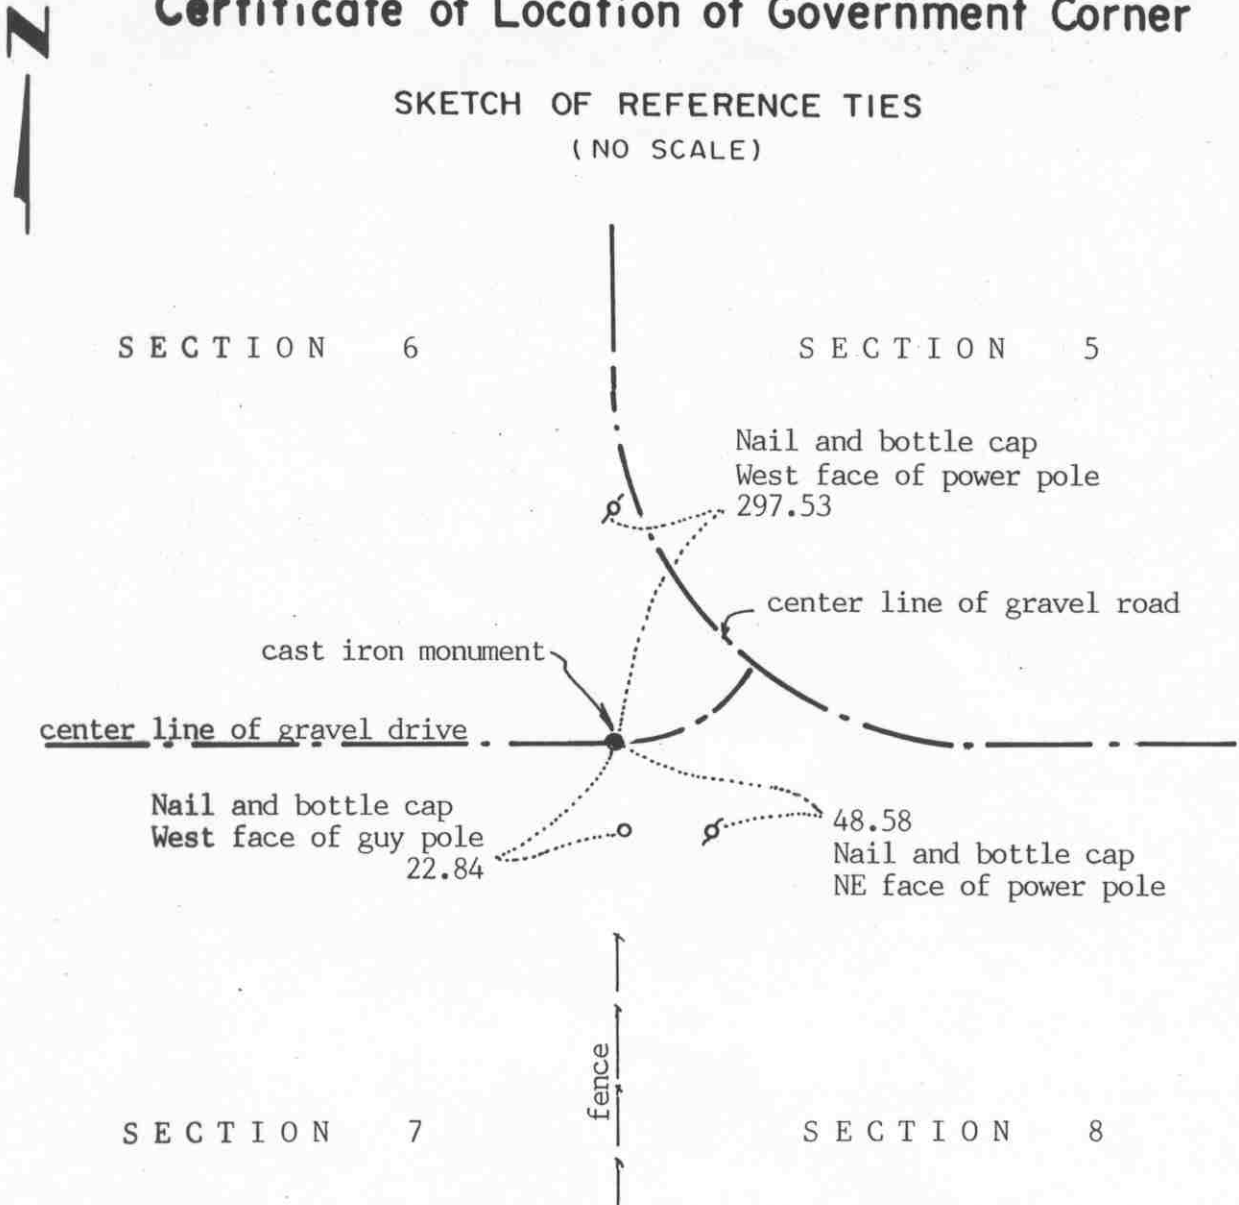 Certificate of Location of Government Corner
N
SKETCH OF REFERENCE TIES
(NO SCALE)
SECTION 6
SECTION 5
Nail and bottle cap
West face of power pole
297.53
center line of gravel road
cast iron monument
center line of gravel drive
Nail and bottle cap
West face of guy pole
22.84
48.58
Nail and bottle cap
NE face of power pole
fence
SECTION 7
SECTION 8